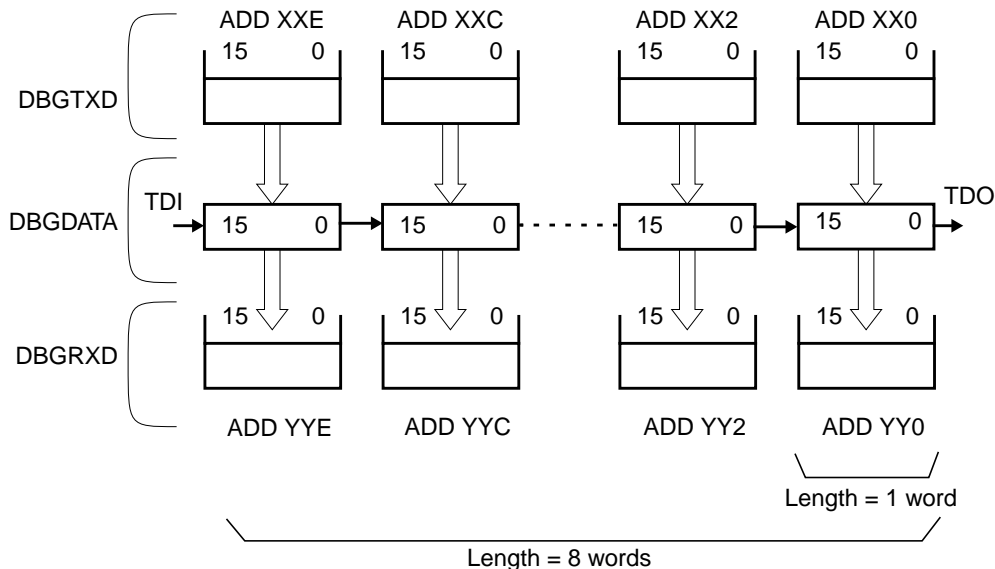 ADD XXE ADD XXC ADD XX2 ADD XX0
15 0 15 0 15 0 15 0
DBGTXD
TDI TDO
DBGDATA
15 0 15 0 15 0 15 0
15 0 15 0 15 0 15 0
DBGRXD
ADD YYE ADD YYC ADD YY2 ADD YY0
Length = 1 word
Length = 8 words